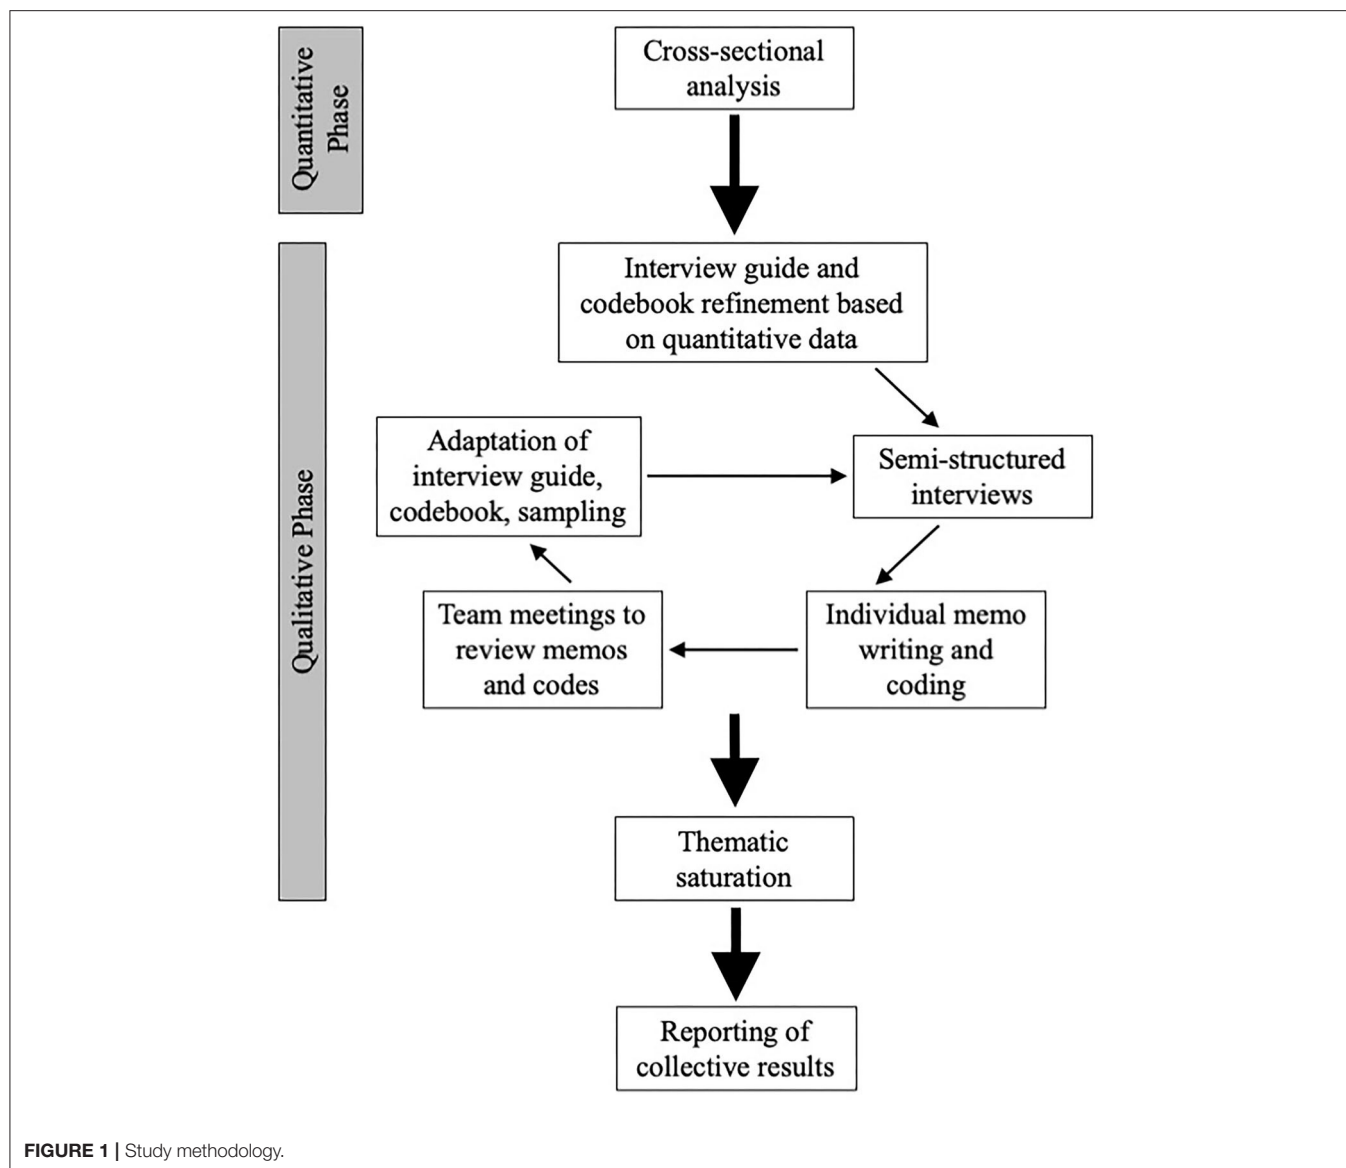 Quantitative
Phase
Cross-sectional
analysis
Qualitative Phase
Interview guide and
codebook refinement based
on quantitative data
Adaptation of
interview guide,
codebook, sampling
Semi-structured
interviews
Team meetings to
review memos
and codes
Individual memo
writing and
coding
Thematic
saturation
Reporting of
collective results
FIGURE 1 | Study methodology.